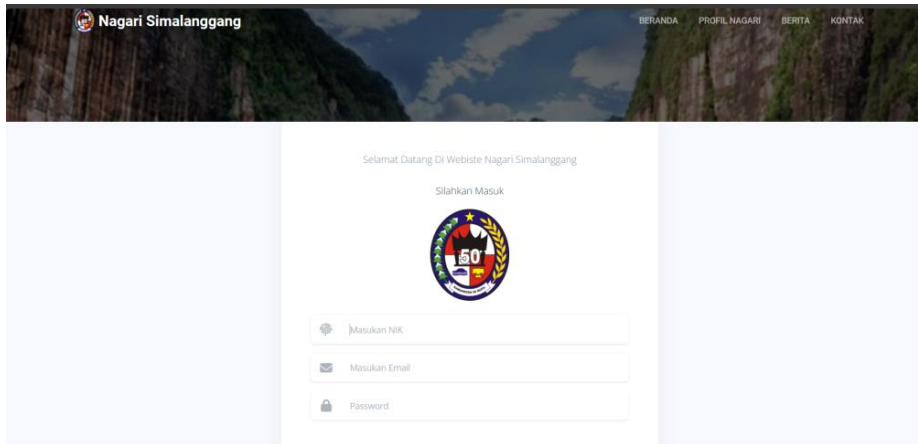 Nagari Simalanggang
BERANDA PROFIL NAGARI BERITA KONTAK
Selamat Datang Di Webiste Nagari Simalanggang
Silahkan Masuk
50
Masukan NIK
Masukan Email
Password